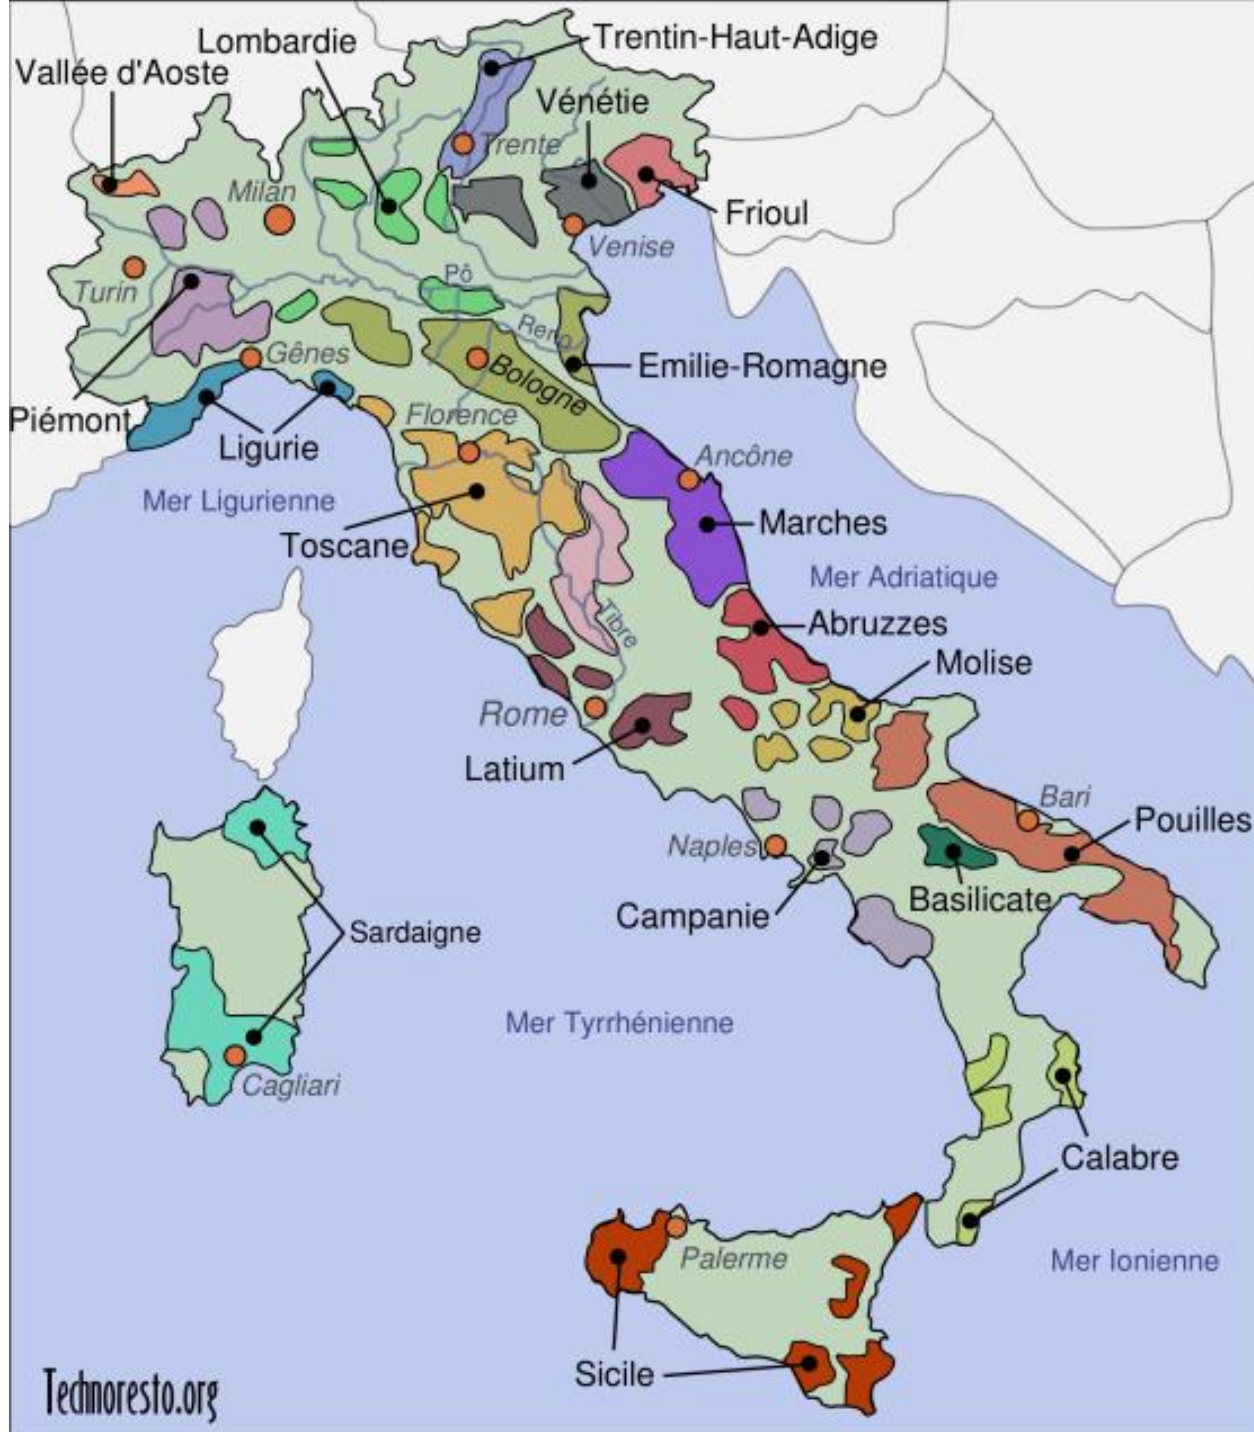 Lombardie
Trentin-Haut-Adige
Vallée d'Aoste
Vénétie
Trente
Milan
Frioul
Venise
Turin
Pô
Reno
Gênes
Emilie-Romagne
Bologne
Piémont
Florence
Ligurie
Ancône
Mer Ligurienne
Marches
Toscane
Mer Adriatique
Tibre
Abruzzes
Molise
Rome
Latium
Bari
Pouilles
Naples
Basilicate
Campanie
Sardaigne
Mer Tyrrhénienne
Cagliari
Calabre
Palerme
Mer Ionienne
Sicile
Technoresto.org